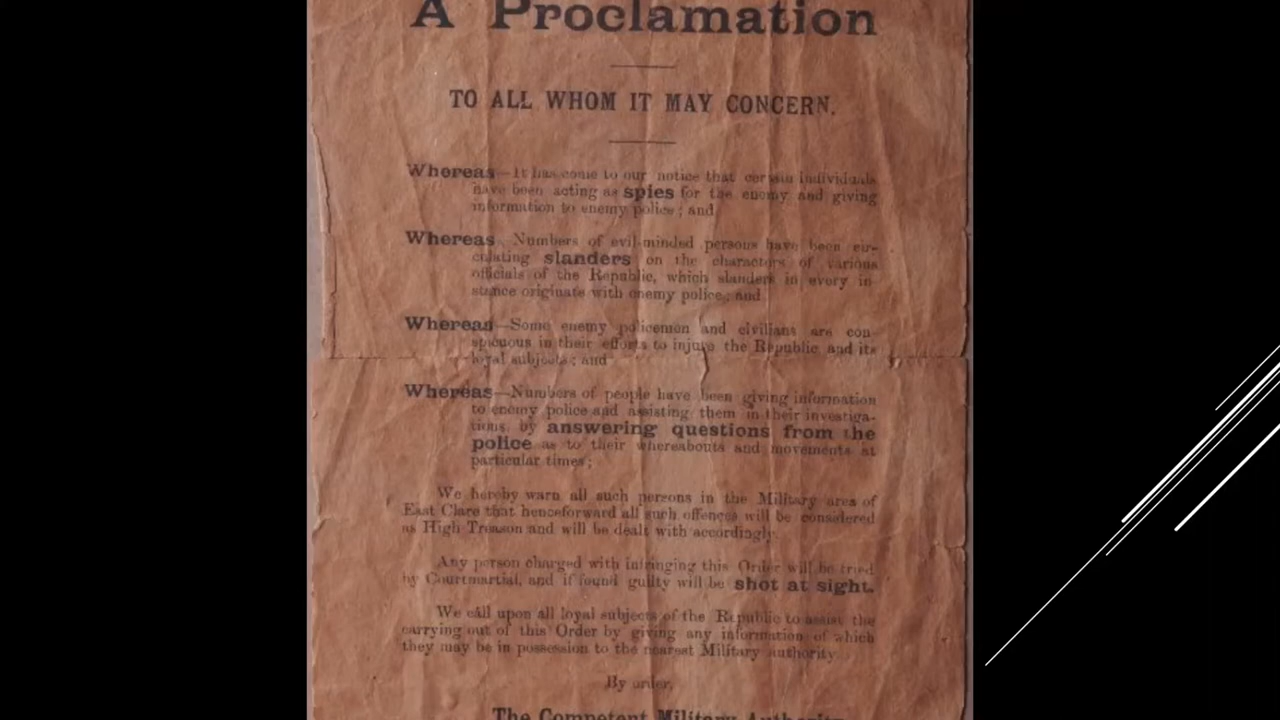 A Proclamation
TO ALL WHOM IT MAY CONCERN.
Whereas—It has come to our notice that certain individuals
have been acting as spies for the enemy and giving
information to enemy police; and
Whereas—Numbers of evil-minded persons have been cir-
culating slanders on the characters of various
officials of the Republic, which slanders in every in-
stance originate with enemy police; and
Whereas—Some enemy policemen and civilians are con-
spicuous in their efforts to injure the Republic and its
loyal subjects; and
Whereas—Numbers of people have been giving information
to enemy police and assisting them in their investiga-
tions by answering questions from the
police as to their whereabouts and movements at
particular times;
We hereby warn all such persons in the Military area of
East Clare that henceforward all such offences will be considered
as High Treason and will be dealt with accordingly.
Any person charged with infringing this Order will be tried
by Courtmartial, and if found guilty will be shot at sight.
We call upon all loyal subjects of the Republic to assist the
carrying out of this Order by giving any information of which
they may be in possession to the nearest Military authority.
By order,
The Competent Military Authority